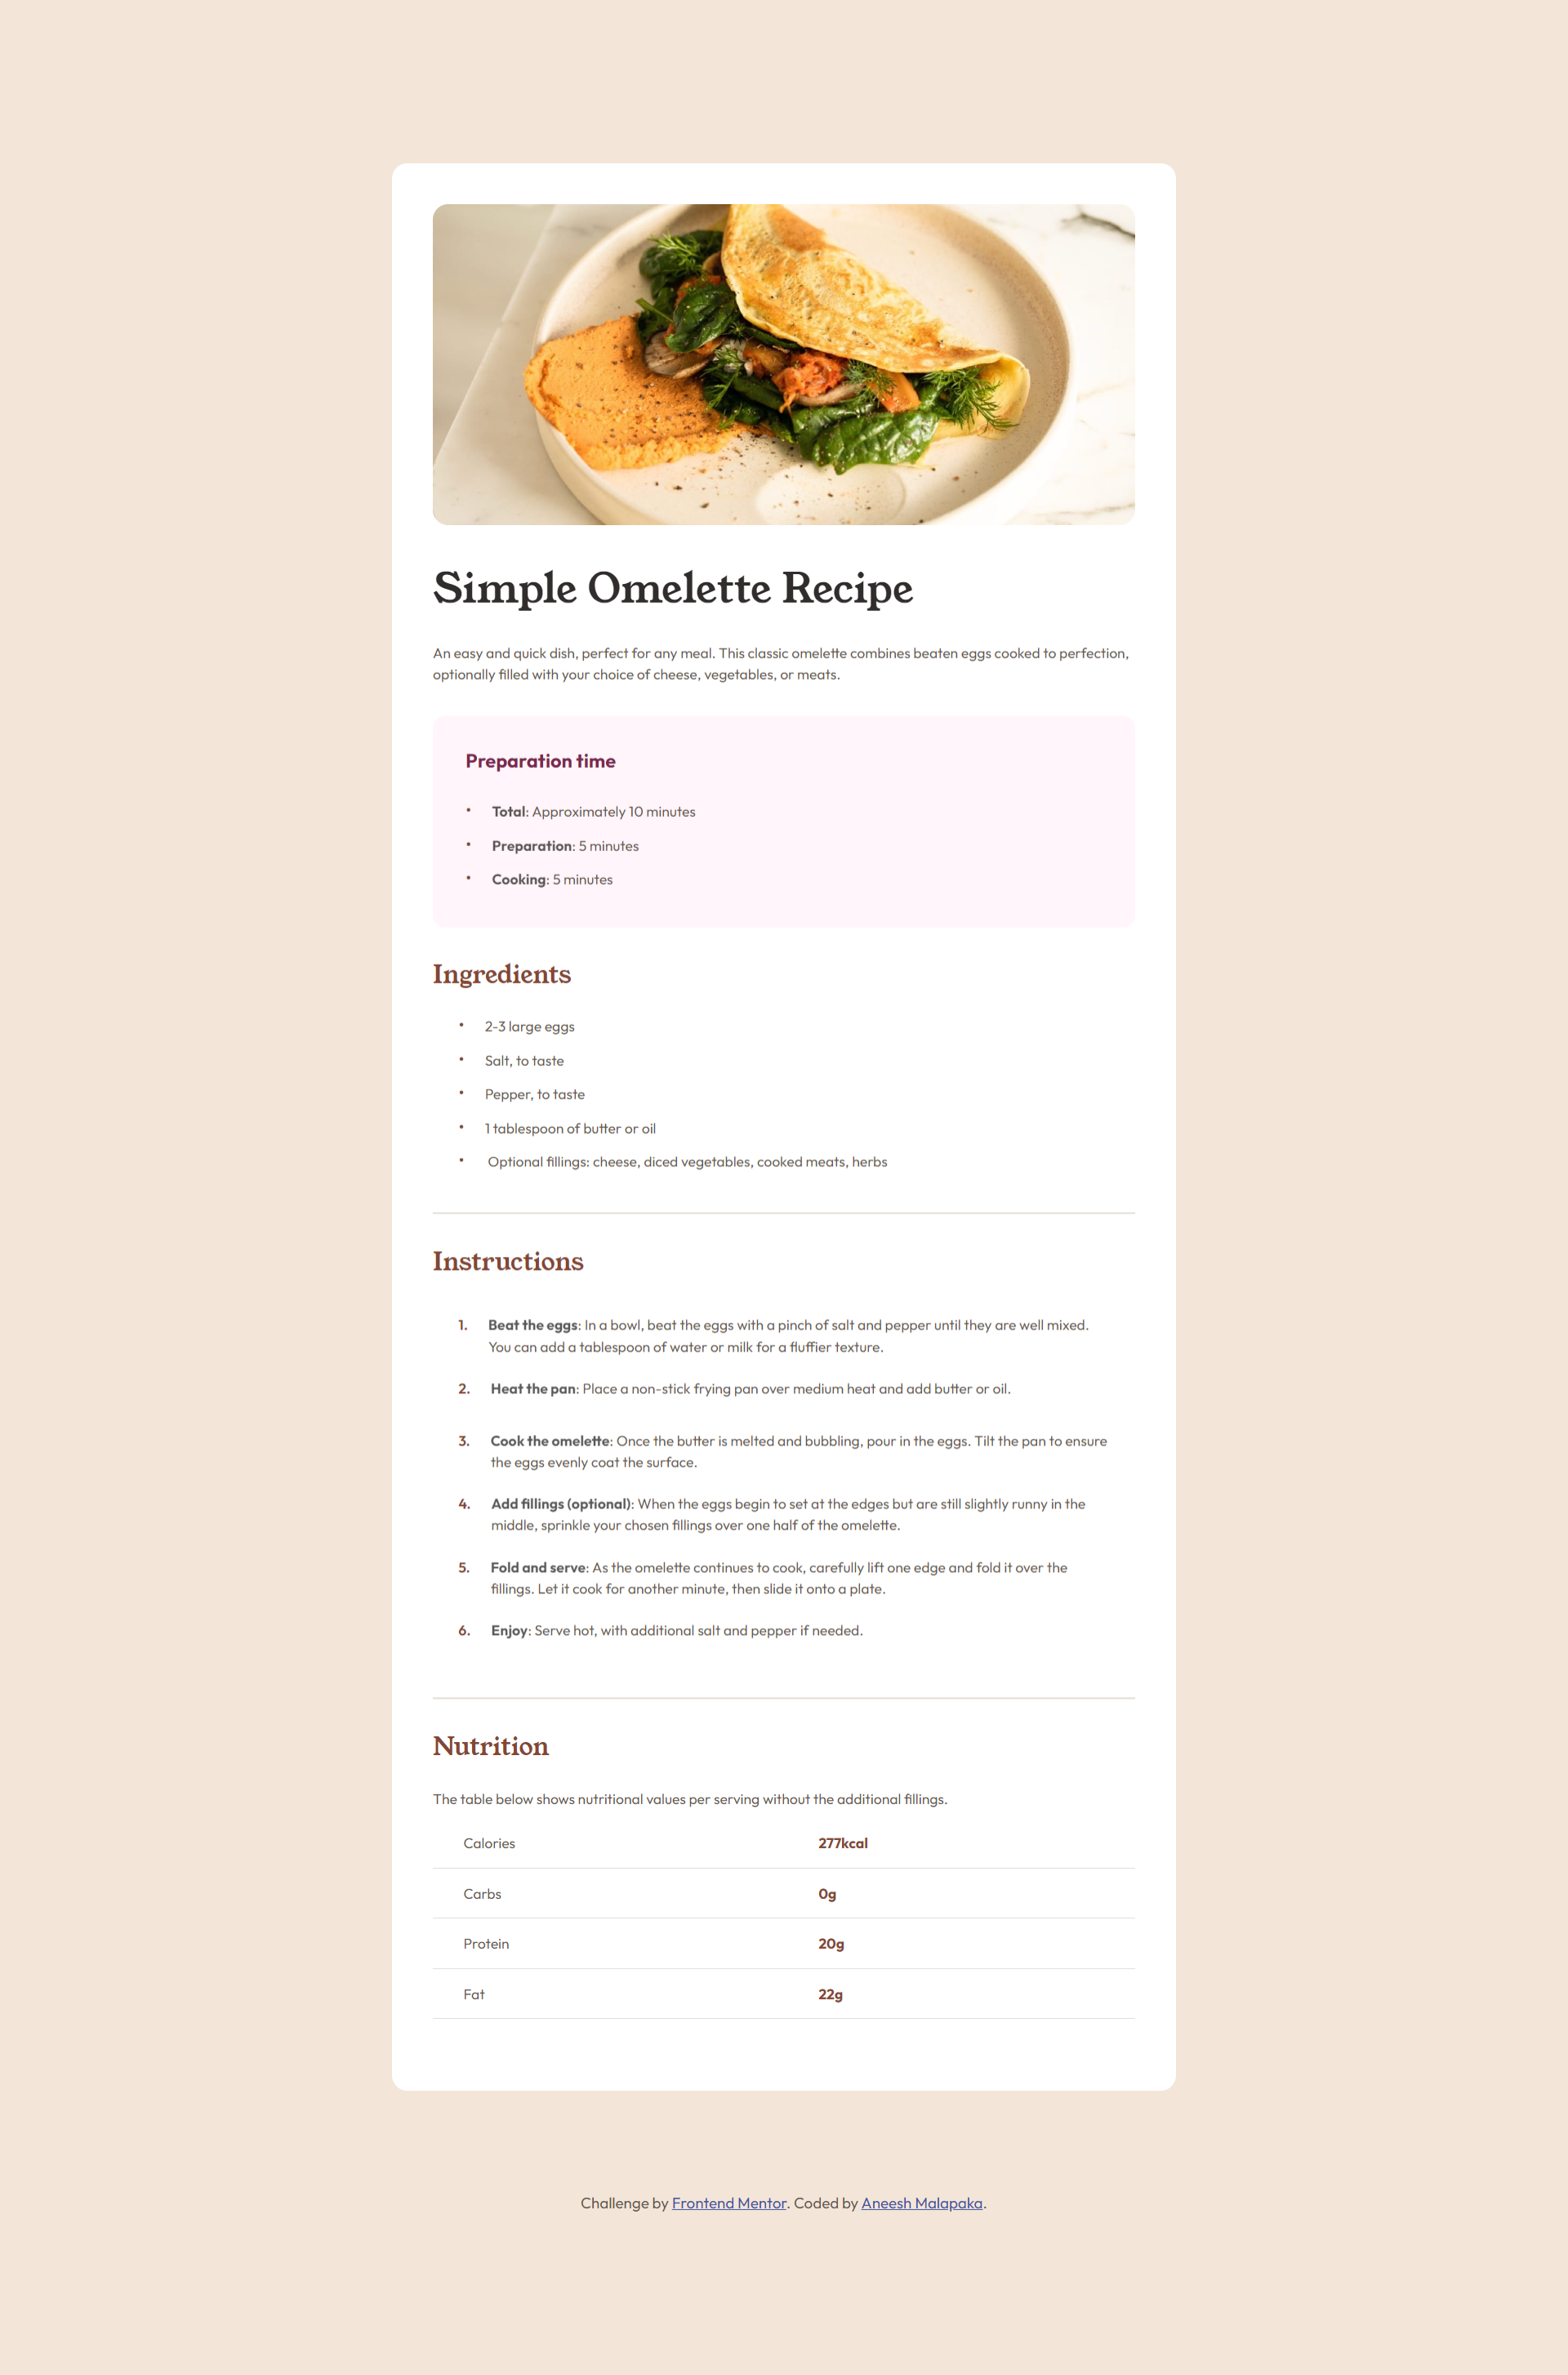 Simple Omelette Recipe
An easy and quick dish, perfect for any meal. This classic omelette combines beaten eggs cooked to perfection,
optionally filled with your choice of cheese, vegetables, or meats.
Preparation time
• Total: Approximately 10 minutes
• Preparation: 5 minutes
• Cooking: 5 minutes
Ingredients
• 2-3 large eggs
• Salt, to taste
• Pepper, to taste
• 1 tablespoon of butter or oil
• Optional fillings: cheese, diced vegetables, cooked meats, herbs
Instructions
1. Beat the eggs: In a bowl, beat the eggs with a pinch of salt and pepper until they are well mixed.
You can add a tablespoon of water or milk for a fluffier texture.
2. Heat the pan: Place a non-stick frying pan over medium heat and add butter or oil.
3. Cook the omelette: Once the butter is melted and bubbling, pour in the eggs. Tilt the pan to ensure
the eggs evenly coat the surface.
4. Add fillings (optional): When the eggs begin to set at the edges but are still slightly runny in the
middle, sprinkle your chosen fillings over one half of the omelette.
5. Fold and serve: As the omelette continues to cook, carefully lift one edge and fold it over the
fillings. Let it cook for another minute, then slide it onto a plate.
6. Enjoy: Serve hot, with additional salt and pepper if needed.
Nutrition
The table below shows nutritional values per serving without the additional fillings.
Calories 277kcal
Carbs 0g
Protein 20g
Fat 22g
Challenge by Frontend Mentor. Coded by Aneesh Malapaka.